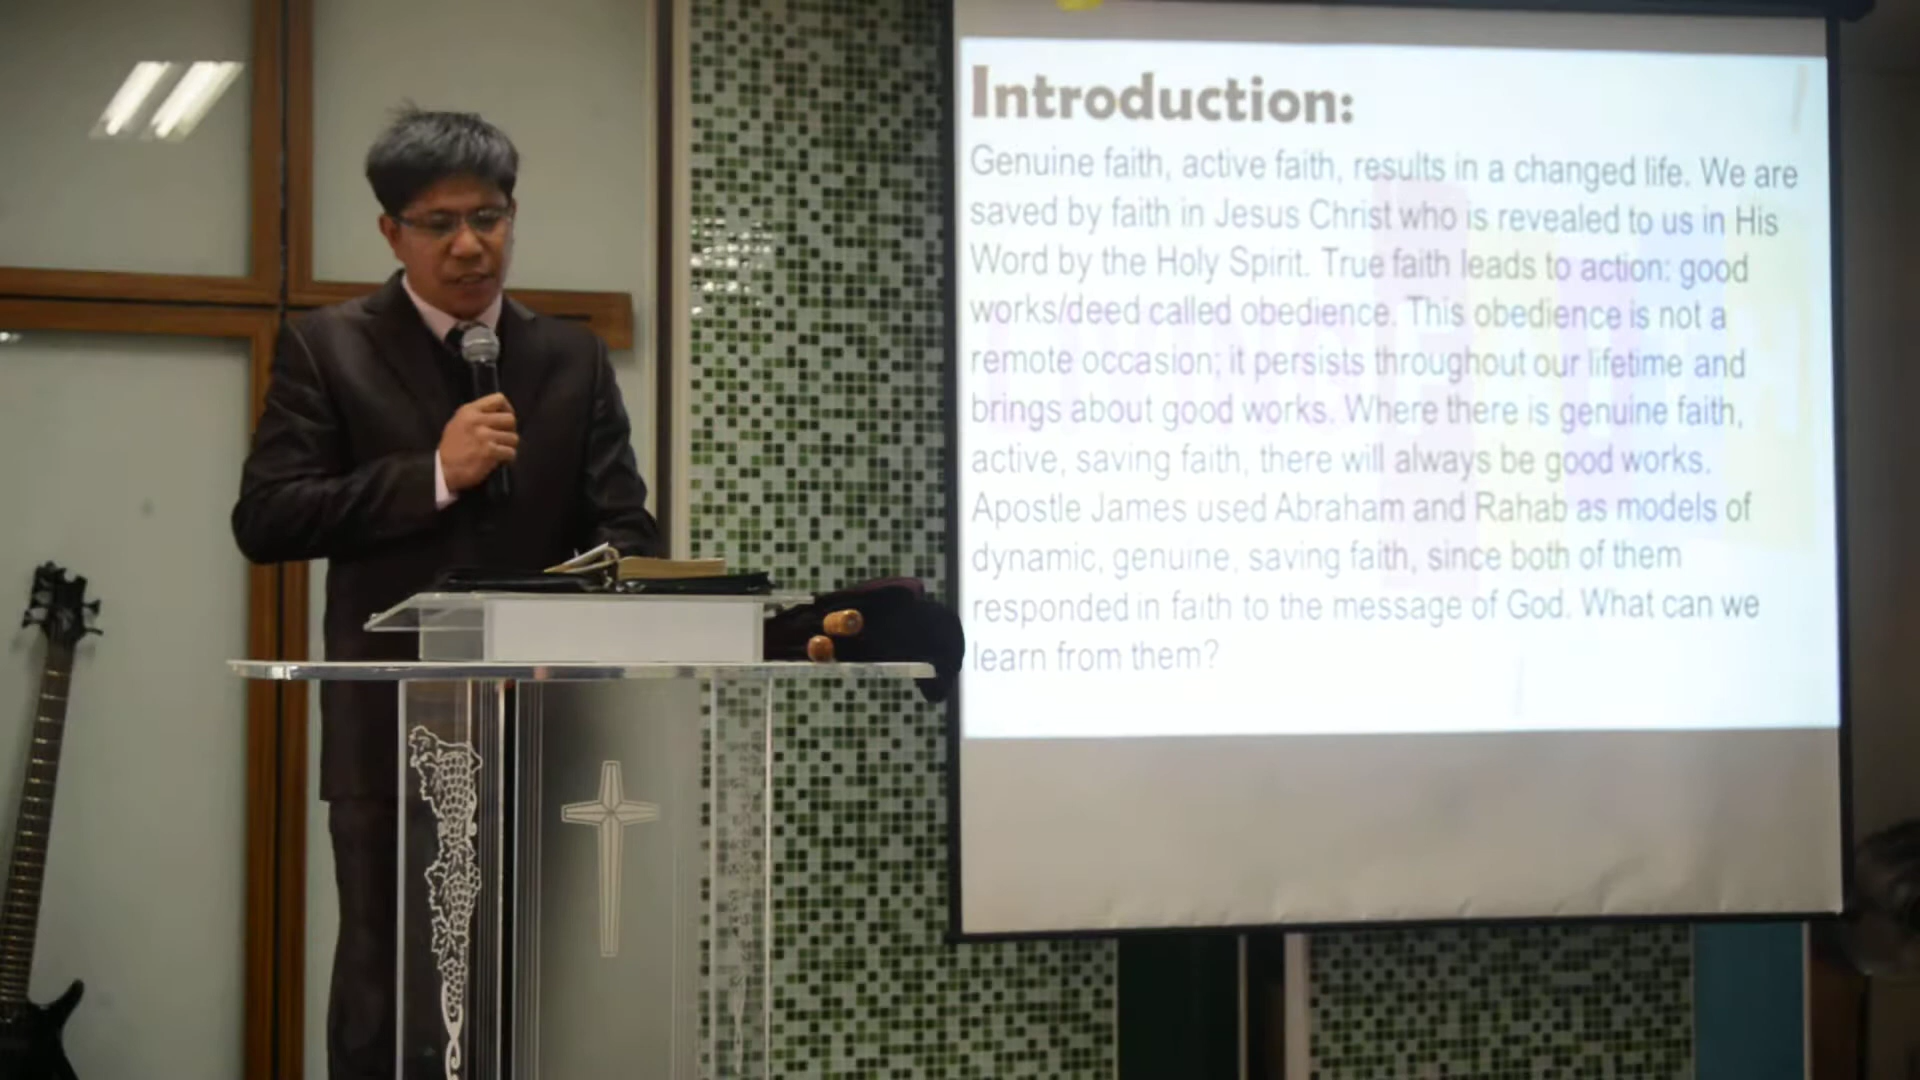 Introduction:
Genuine faith, active faith, results in a changed life. We are
saved by faith in Jesus Christ who is revealed to us in His
Word by the Holy Spirit. True faith leads to action: good
works/deed called obedience. This obedience is not a
remote occasion; it persists throughout our lifetime and
brings about good works. Where there is genuine faith,
active, saving faith, there will always be good works.
Apostle James used Abraham and Rahab as models of
dynamic, genuine, saving faith, since both of them
responded in faith to the message of God. What can we
learn from them?